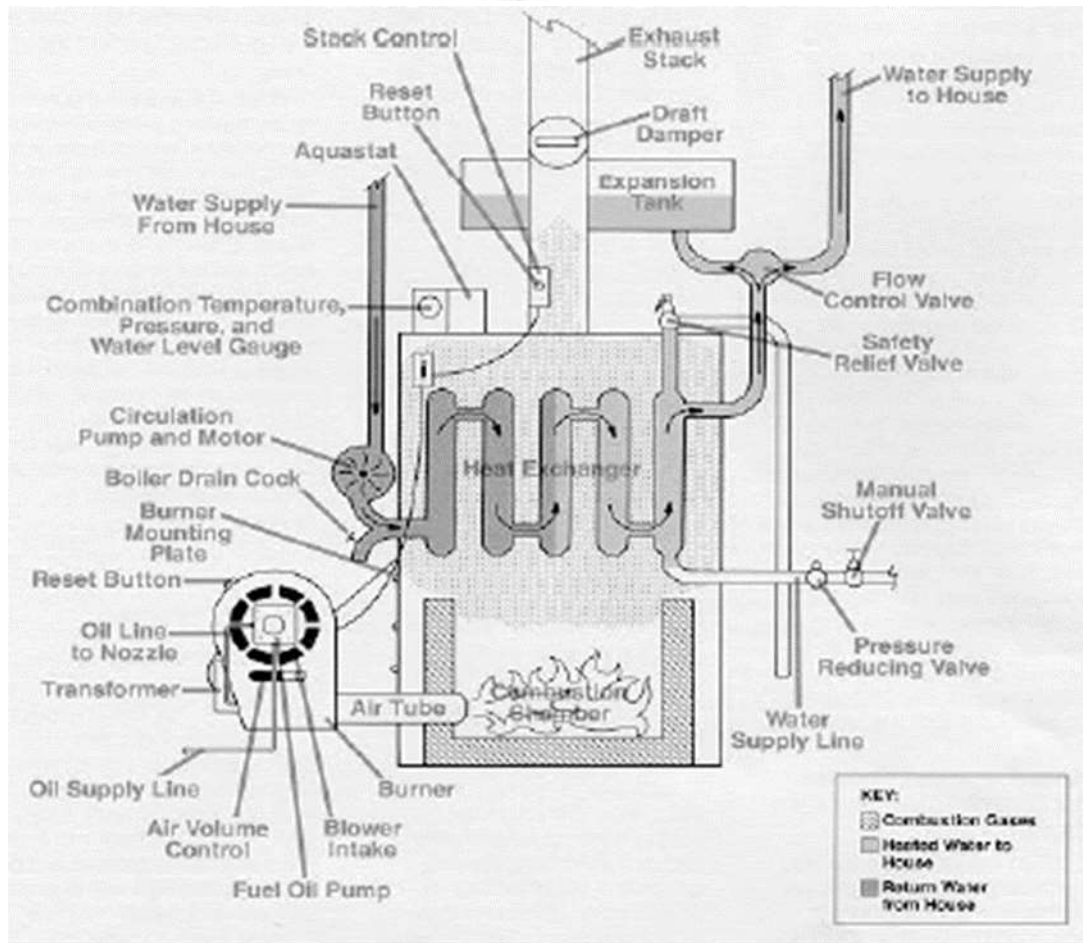 Stack Control
Exhaust
Stack
Water Supply
to House
Reset
Button
Draft
Damper
Aquastat
Expansion
Tank
Water Supply
From House
Flow
Control Valve
Combination Temperature,
Pressure, and
Water Level Gauge
Safety
Relief Valve
Circulation
Pump and Motor
Heat Exchanger
Boiler Drain Cock
Manual
Shutoff Valve
Burner
Mounting
Plate
Reset Button
Oil Line
to Nozzle
Pressure
Reducing Valve
Transformer
Air Tube
Combustion
Chamber
Water
Supply Line
Oil Supply Line
Burner
Air Volume
Control
Blower
Intake
Fuel Oil Pump
KEY:
Combustion Gases
Heated Water to
House
Return Water
from House